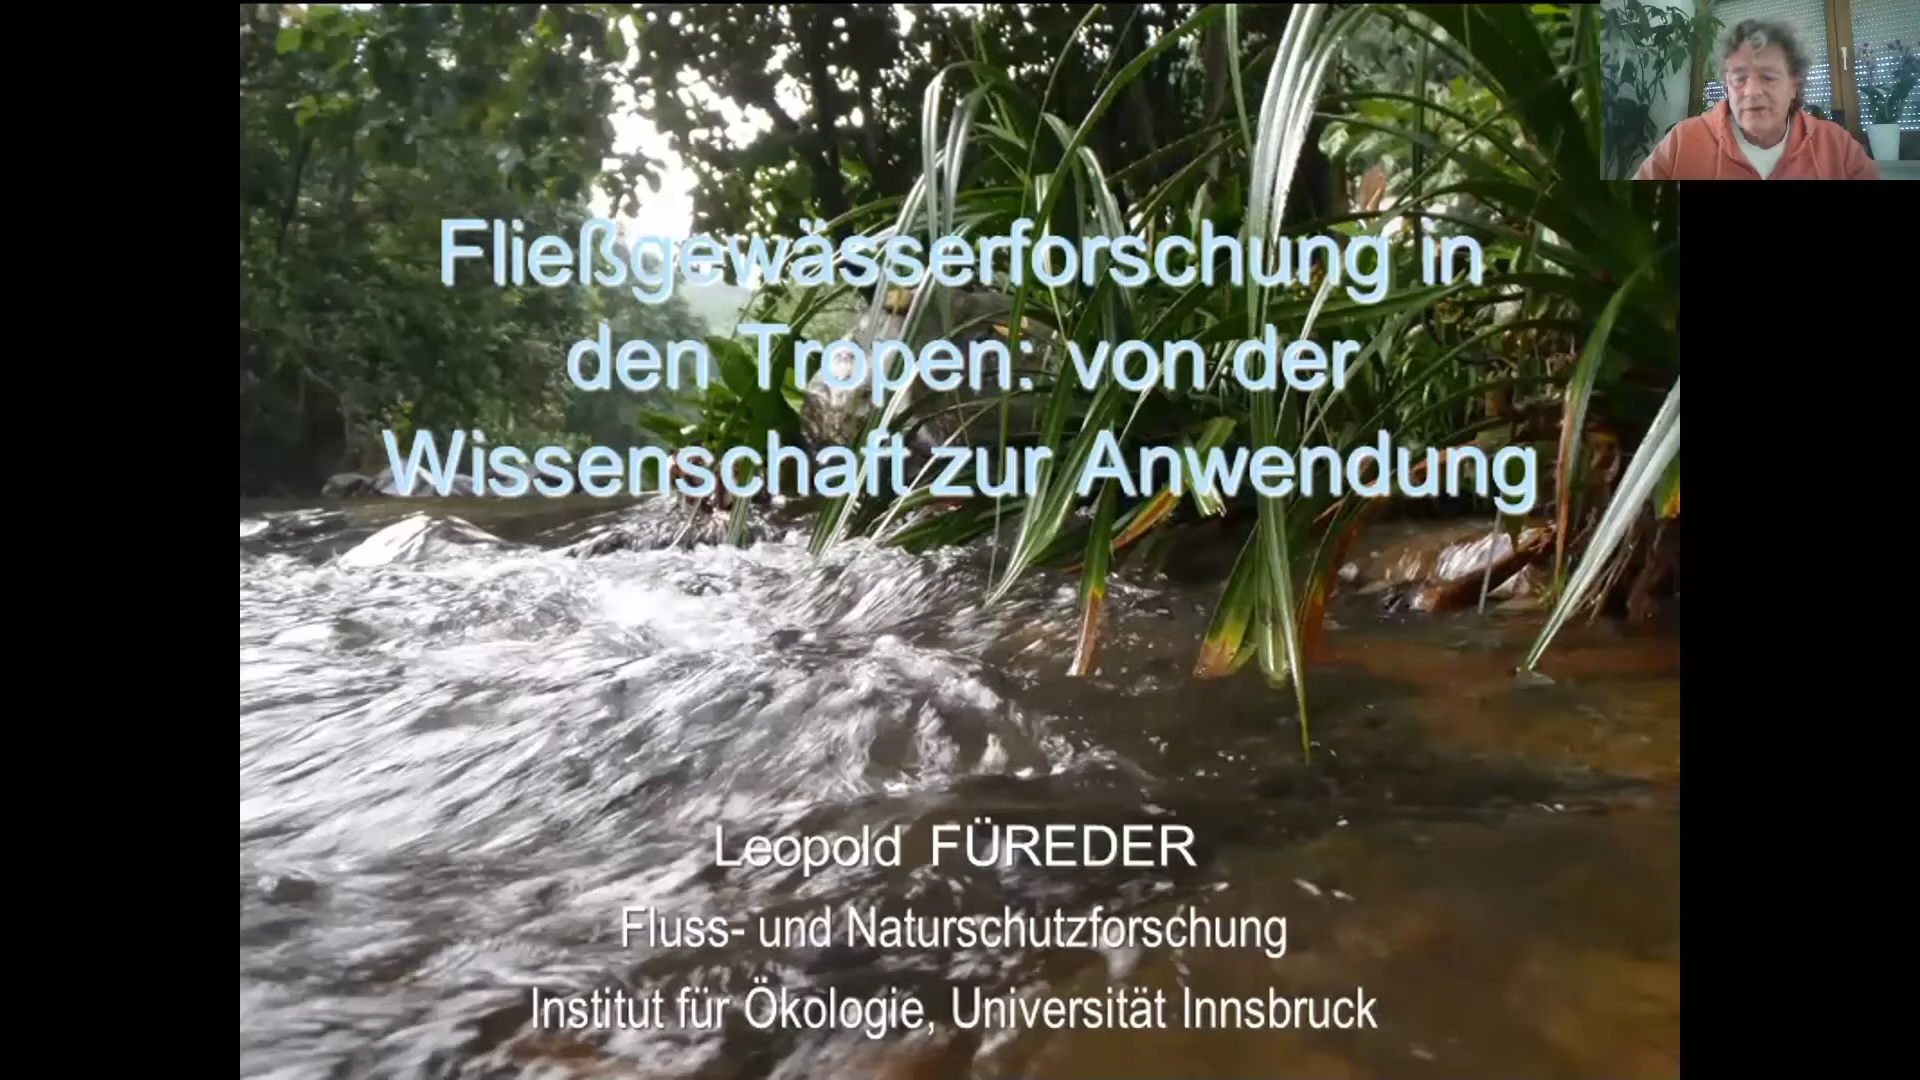 Fließgewässerforschung in
den Tropen: von der
Wissenschaft zur Anwendung
Leopold FÜREDER
Fluss- und Naturschutzforschung
Institut für Ökologie, Universität Innsbruck